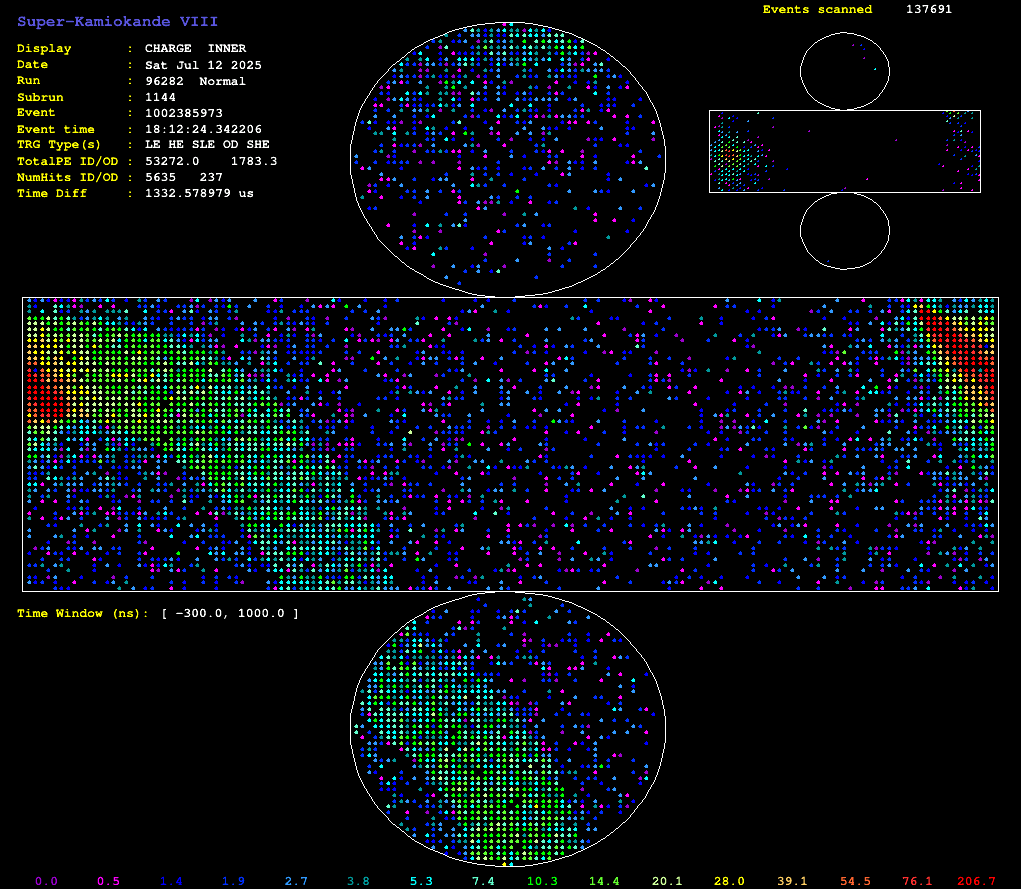 Super-Kamiokande VIII
Events scanned 137691
Display : CHARGE INNER
Date : Sat Jul 12 2025
Run : 96282 Normal
Subrun : 1144
Event : 1002385973
Event time : 18:12:24.342206
TRG Type(s) : LE HE SLE OD SHE
TotalPE ID/OD : 53272.0 1783.3
NumHits ID/OD : 5635 237
Time Diff : 1332.578979 us
Time Window (ns): [ -300.0, 1000.0 ]
0.0 0.5 1.4 1.9 2.7 3.8 5.3 7.4 10.3 14.4 20.1 28.0 39.1 54.5 76.1 206.7